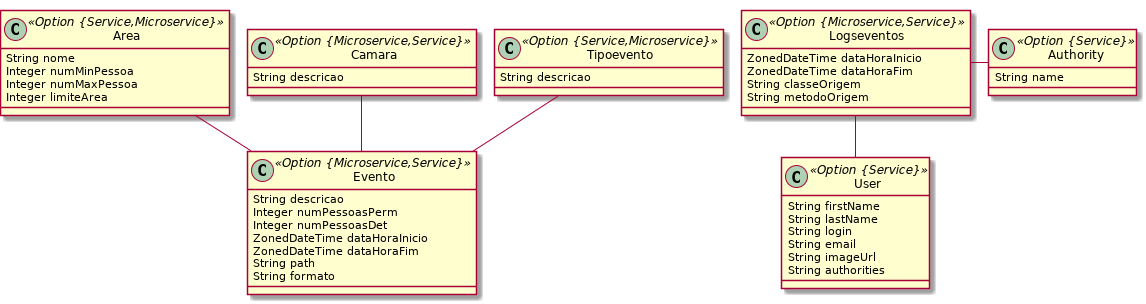 C «Option {Service,Microservice}»
Area
String nome
Integer numMinPessoa
Integer numMaxPessoa
Integer limiteArea
C «Option {Microservice,Service}»
Camara
String descricao
C «Option {Service,Microservice}»
Tipoevento
String descricao
C «Option {Service,Microservice}»
Logseventos
ZonedDateTime dataHoraInicio
ZonedDateTime dataHoraFim
String classeOrigem
String metodoOrigem
C «Option {Service}»
Authority
String name
C «Option {Microservice,Service}»
Evento
String descricao
Integer numPessoasPerm
Integer numPessoasDet
ZonedDateTime dataHoraInicio
ZonedDateTime dataHoraFim
String path
String formato
C «Option {Service}»
User
String firstName
String lastName
String login
String email
String imageUrl
String authorities